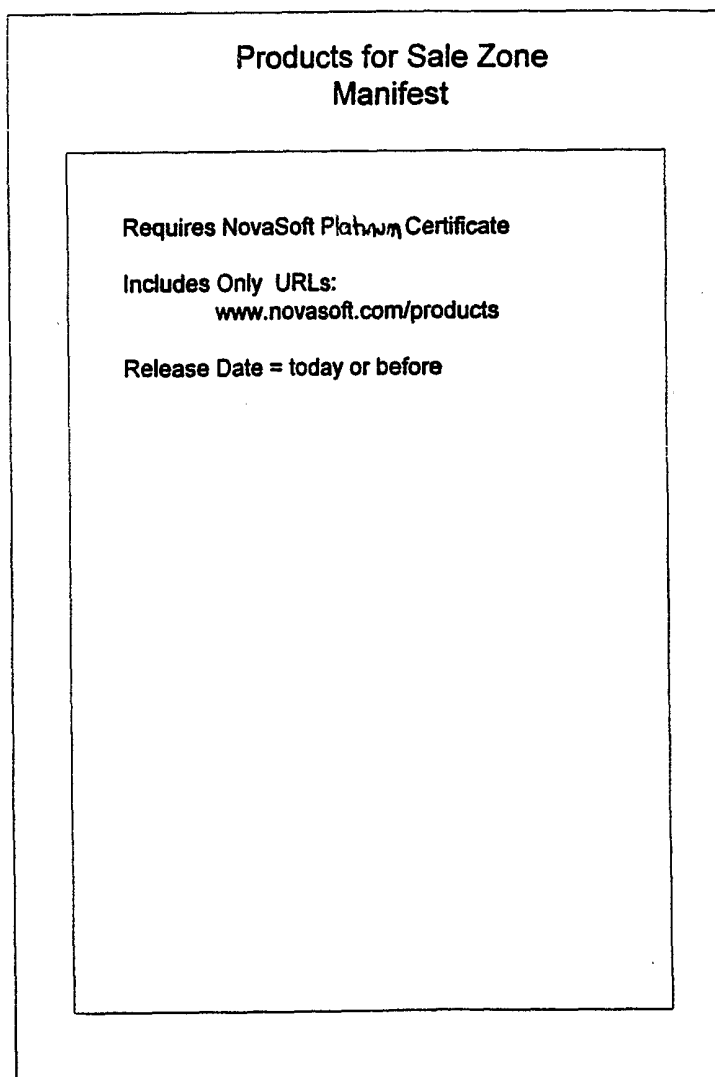 Products for Sale Zone
Manifest
Requires NovaSoft Platinum Certificate
Includes Only URLs:
www.novasoft.com/products
Release Date = today or before